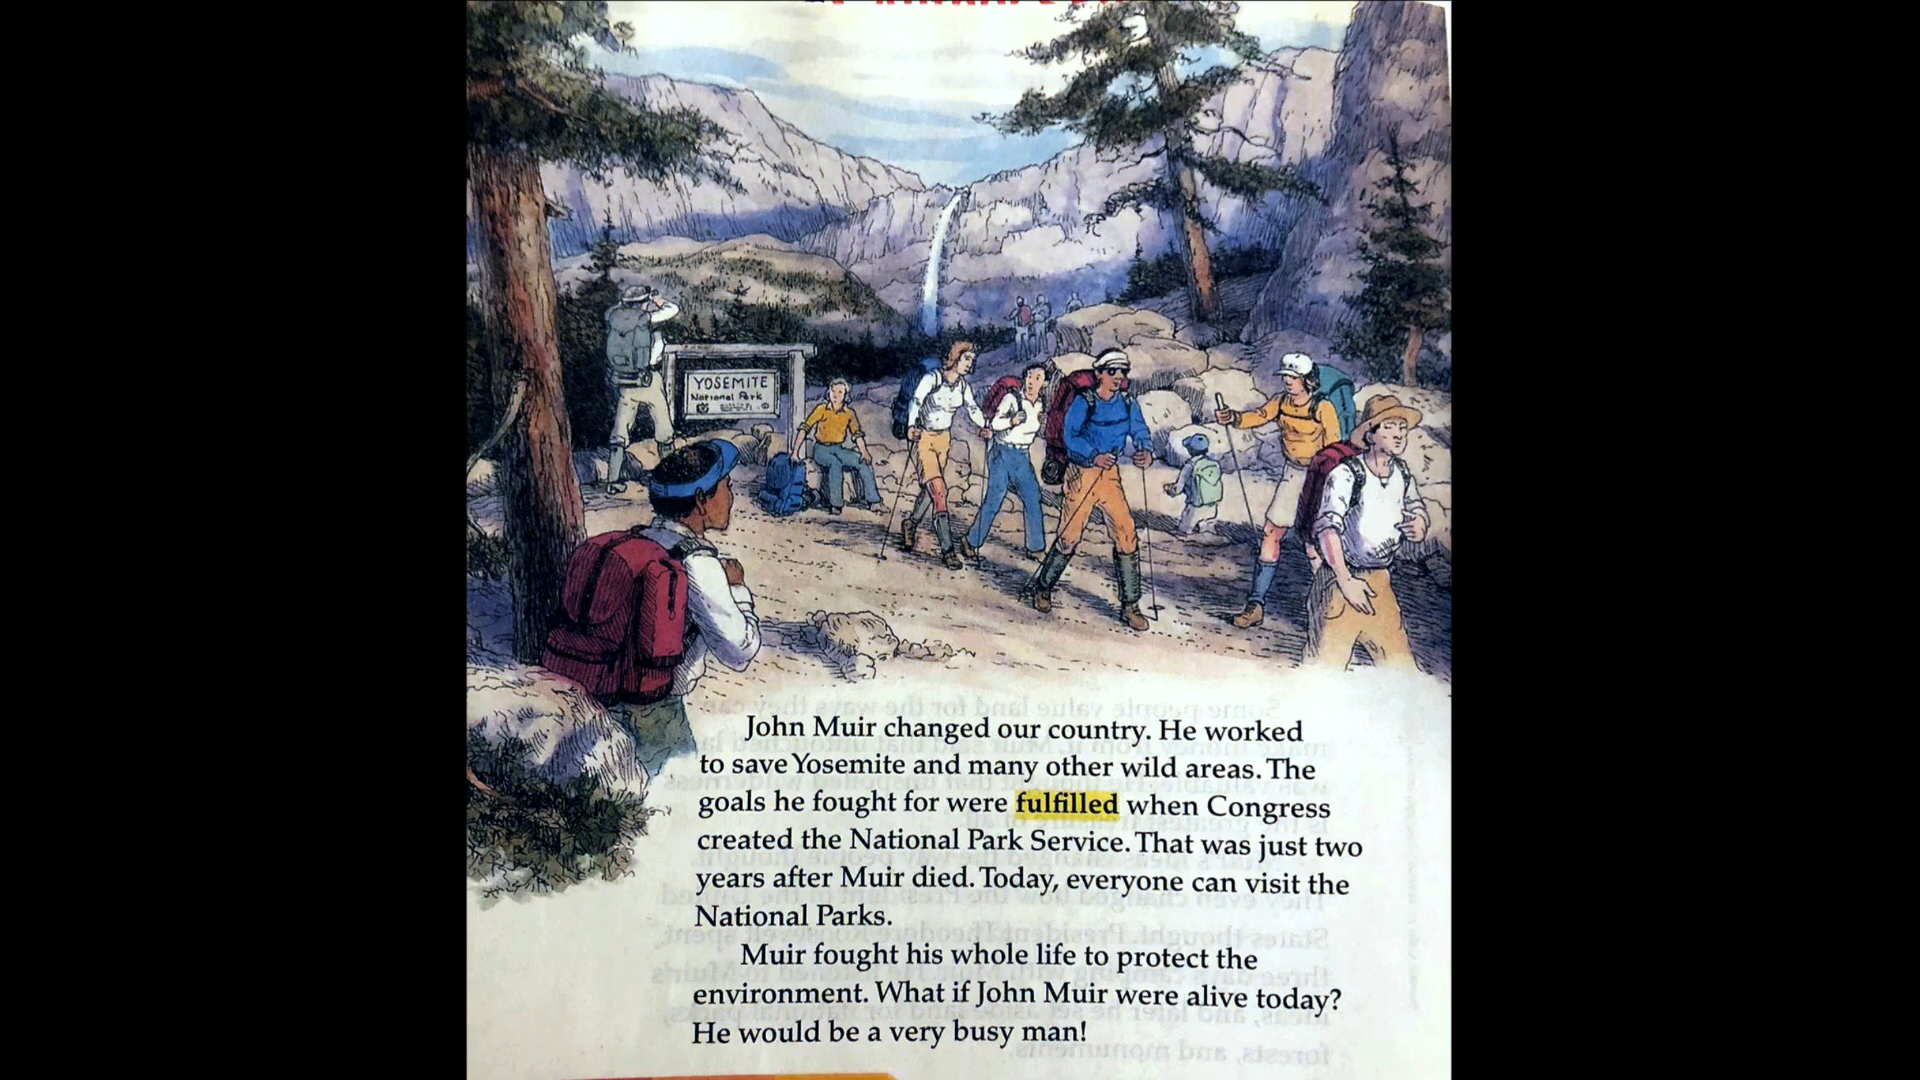 YOSEMITE
National Park
John Muir changed our country. He worked
to save Yosemite and many other wild areas. The
goals he fought for were fulfilled when Congress
created the National Park Service. That was just two
years after Muir died. Today, everyone can visit the
National Parks.
Muir fought his whole life to protect the
environment. What if John Muir were alive today?
He would be a very busy man!